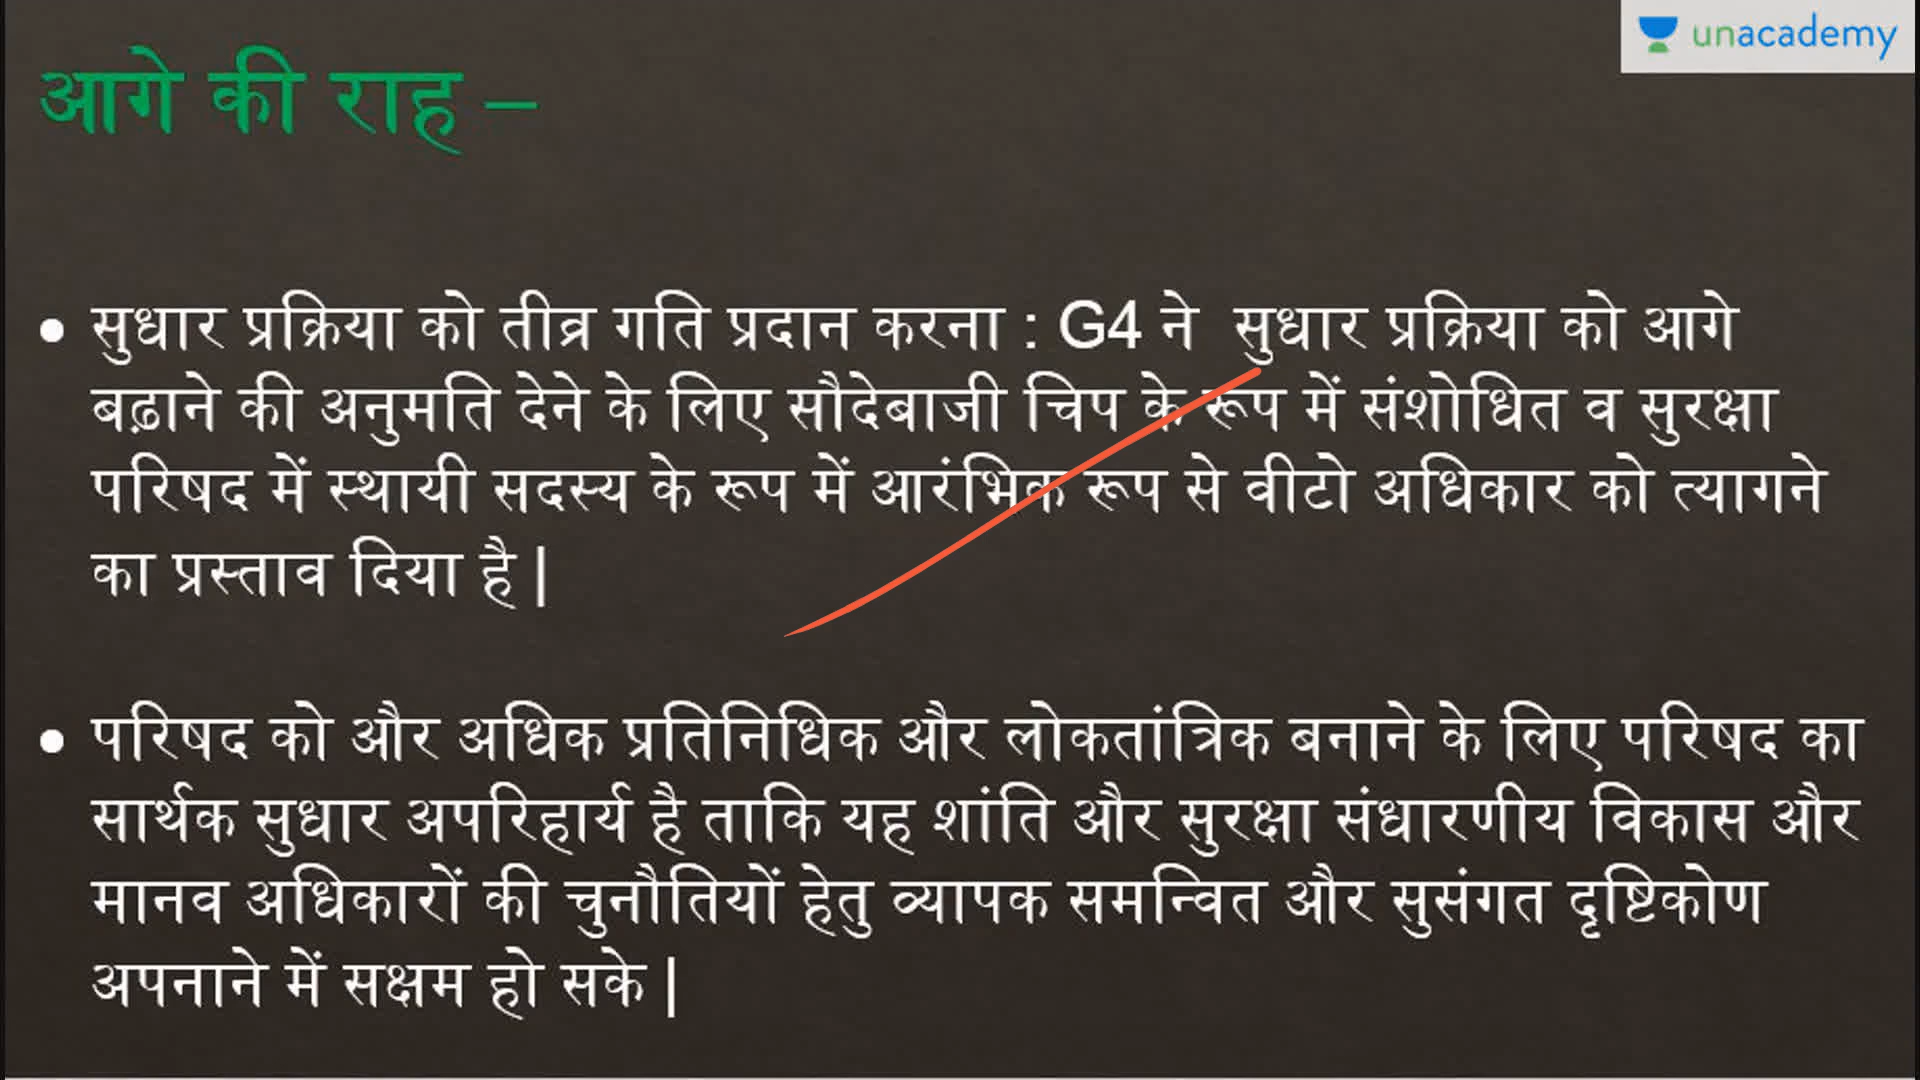 unacademy
आगे की राह –
• सुधार प्रक्रिया को तीव्र गति प्रदान करना : G4 ने सुधार प्रक्रिया को आगे
बढ़ाने की अनुमति देने के लिए सौदेबाजी चिप के रूप में संशोधित व सुरक्षा
परिषद में स्थायी सदस्य के रूप में आरंभिक रूप से वीटो अधिकार को त्यागने
का प्रस्ताव दिया है |
• परिषद को और अधिक प्रतिनिधिक और लोकतांत्रिक बनाने के लिए परिषद का
सार्थक सुधार अपरिहार्य है ताकि यह शांति और सुरक्षा संधारणीय विकास और
मानव अधिकारों की चुनौतियों हेतु व्यापक समन्वित और सुसंगत दृष्टिकोण
अपनाने में सक्षम हो सके |